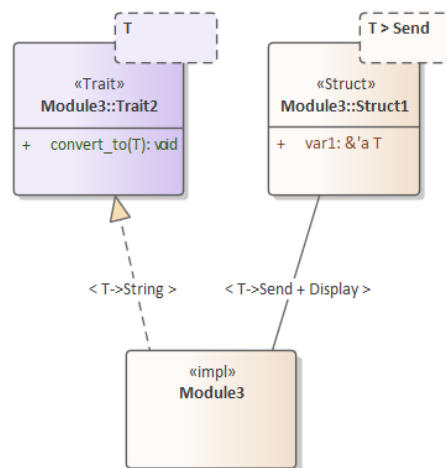 T
«Trait»
Module3::Trait2
+ convert_to(T): void
T > Send
«Struct»
Module3::Struct1
+ var1: &'a T
< T->String >
< T->Send + Display >
«impl»
Module3